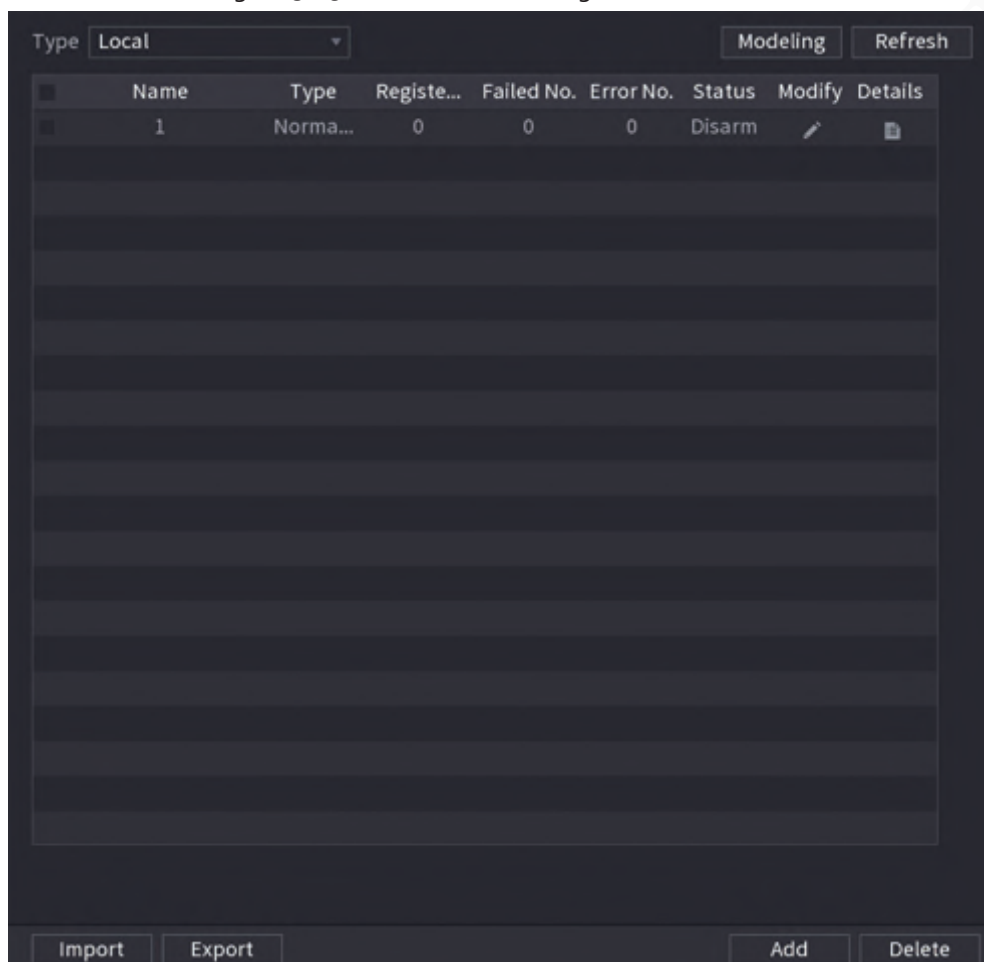 Type Local Modeling Refresh
Name Type Registe... Failed No. Error No. Status Modify Details
1 Norma... 0 0 0 Disarm
Import Export Add Delete